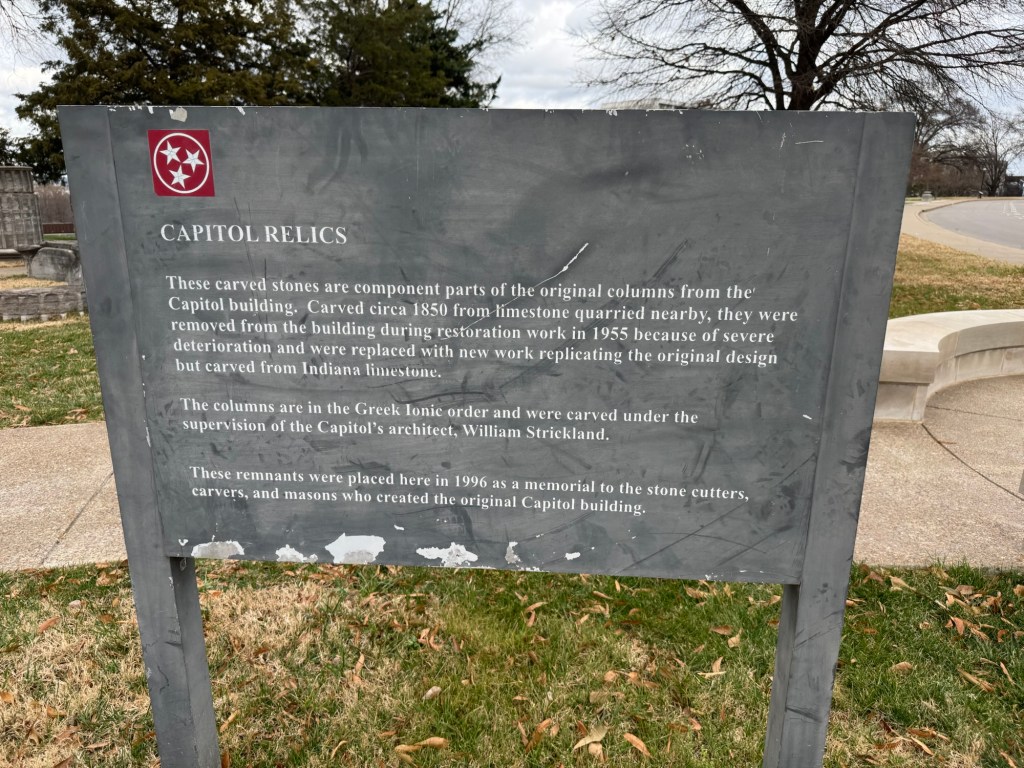 CAPITOL RELICS
These carved stones are component parts of the original columns from the
Capitol building. Carved circa 1850 from limestone quarried nearby, they were
removed from the building during restoration work in 1955 because of severe
deterioration and were replaced with new work replicating the original design
but carved from Indiana limestone.
The columns are in the Greek Ionic order and were carved under the
supervision of the Capitol's architect, William Strickland.
These remnants were placed here in 1996 as a memorial to the stone cutters,
carvers, and masons who created the original Capitol building.